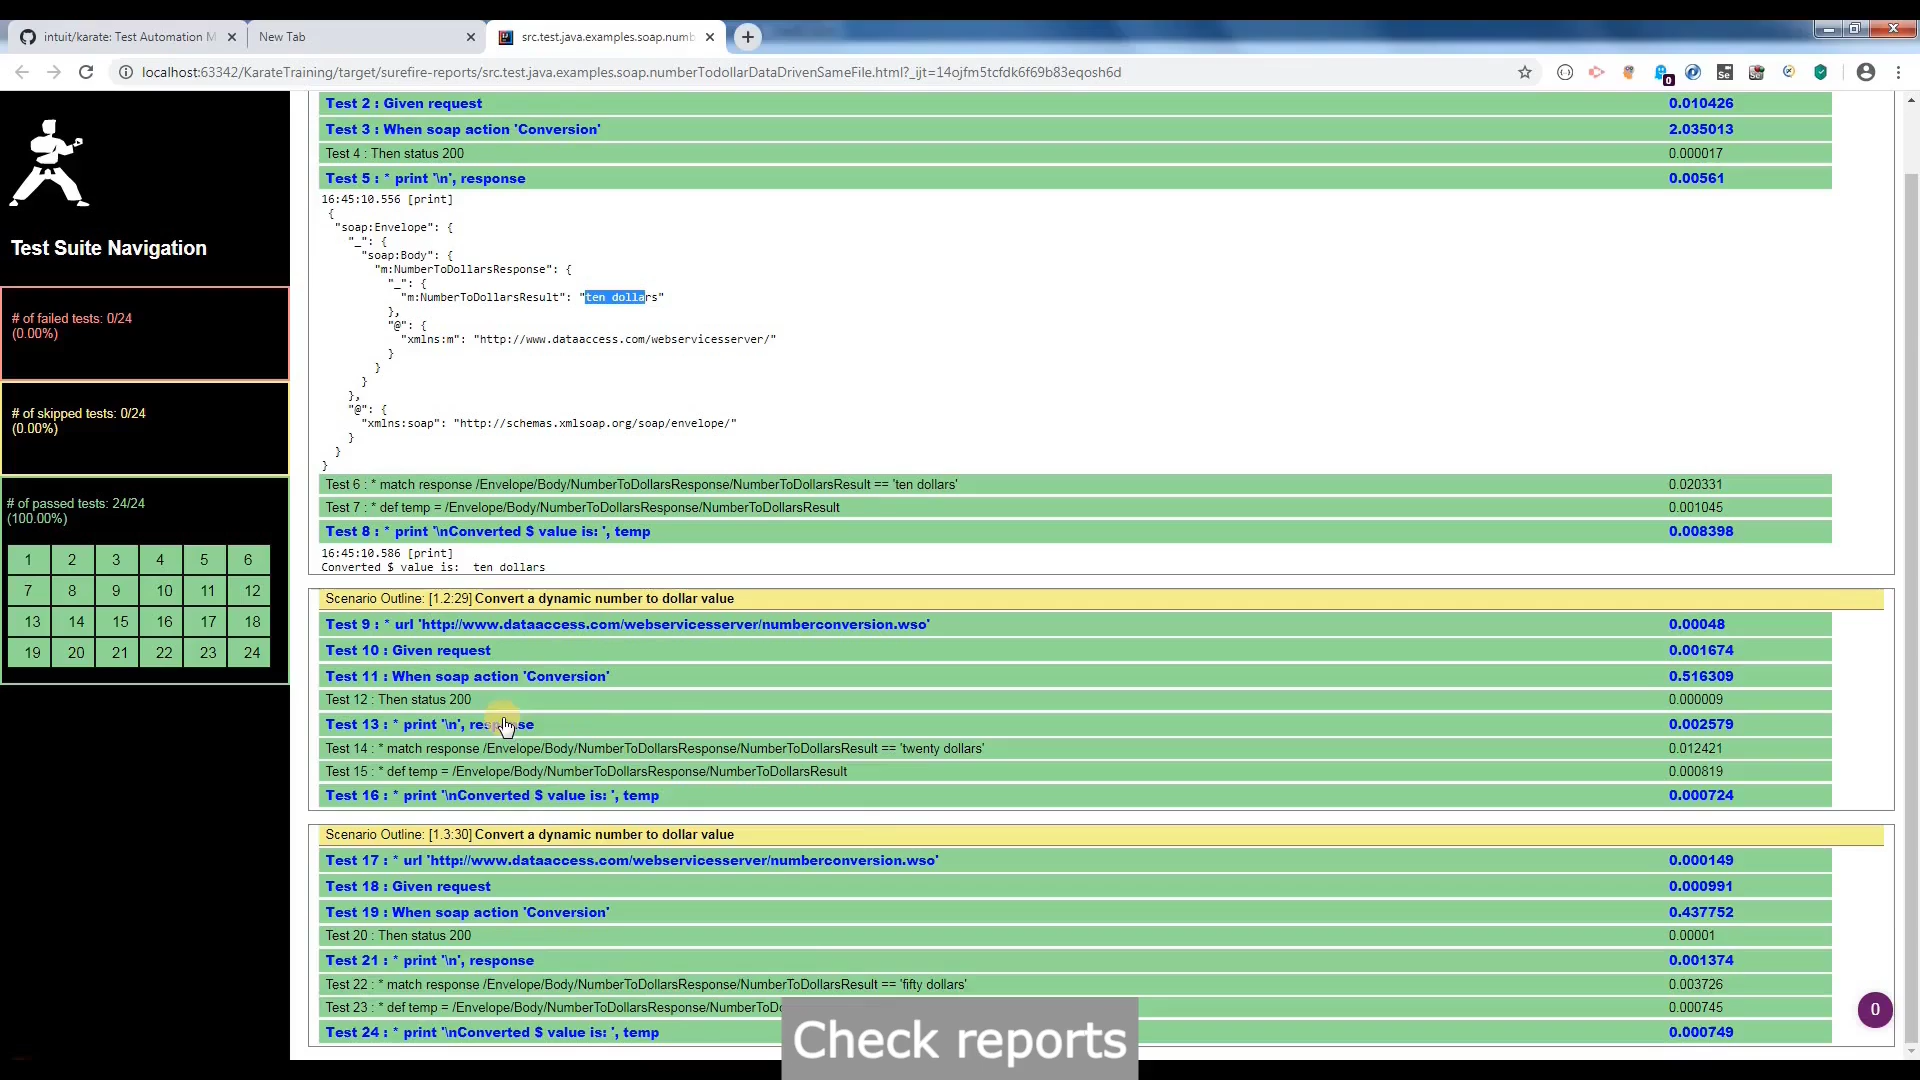 intuit/karate: Test Automation M
New Tab
src.test.java.examples.soap.numb
localhost:63342/KarateTraining/target/surefire-reports/src.test.java.examples.soap.numberTodollarDataDrivenSameFile.html?_ijt=14ojfm5tcfdk6f69b83eqosh6d
Test Suite Navigation
# of failed tests: 0/24
(0.00%)
# of skipped tests: 0/24
(0.00%)
# of passed tests: 24/24
(100.00%)
1 2 3 4 5 6
7 8 9 10 11 12
13 14 15 16 17 18
19 20 21 22 23 24
Test 2 : Given request 0.010426
Test 3 : When soap action 'Conversion' 2.035013
Test 4 : Then status 200 0.000017
Test 5 : * print '\n', response 0.00561
16:45:10.556 [print]
{
"soap:Envelope": {
"_": {
"soap:Body": {
"m:NumberToDollarsResponse": {
"_": {
"m:NumberToDollarsResult": "ten dollars"
},
"@": {
"xmlns:m": "http://www.dataaccess.com/webservicesserver/"
}
}
}
},
"@": {
"xmlns:soap": "http://schemas.xmlsoap.org/soap/envelope/"
}
}
}
Test 6 : * match response /Envelope/Body/NumberToDollarsResponse/NumberToDollarsResult == 'ten dollars' 0.020331
Test 7 : * def temp = /Envelope/Body/NumberToDollarsResponse/NumberToDollarsResult 0.001045
Test 8 : * print '\nConverted $ value is: ', temp 0.008398
16:45:10.586 [print]
Converted $ value is:  ten dollars
Scenario Outline: [1.2:29] Convert a dynamic number to dollar value
Test 9 : * url 'http://www.dataaccess.com/webservicesserver/numberconversion.wso' 0.00048
Test 10 : Given request 0.001674
Test 11 : When soap action 'Conversion' 0.516309
Test 12 : Then status 200 0.000009
Test 13 : * print '\n', response 0.002579
Test 14 : * match response /Envelope/Body/NumberToDollarsResponse/NumberToDollarsResult == 'twenty dollars' 0.012421
Test 15 : * def temp = /Envelope/Body/NumberToDollarsResponse/NumberToDollarsResult 0.000819
Test 16 : * print '\nConverted $ value is: ', temp 0.000724
Scenario Outline: [1.3:30] Convert a dynamic number to dollar value
Test 17 : * url 'http://www.dataaccess.com/webservicesserver/numberconversion.wso' 0.000149
Test 18 : Given request 0.000991
Test 19 : When soap action 'Conversion' 0.437752
Test 20 : Then status 200 0.00001
Test 21 : * print '\n', response 0.001374
Test 22 : * match response /Envelope/Body/NumberToDollarsResponse/NumberToDollarsResult == 'fifty dollars' 0.003726
Test 23 : * def temp = /Envelope/Body/NumberToDollarsResponse/NumberToD 0.000745
Test 24 : * print '\nConverted $ value is: ', temp 0.000749
0
Check reports